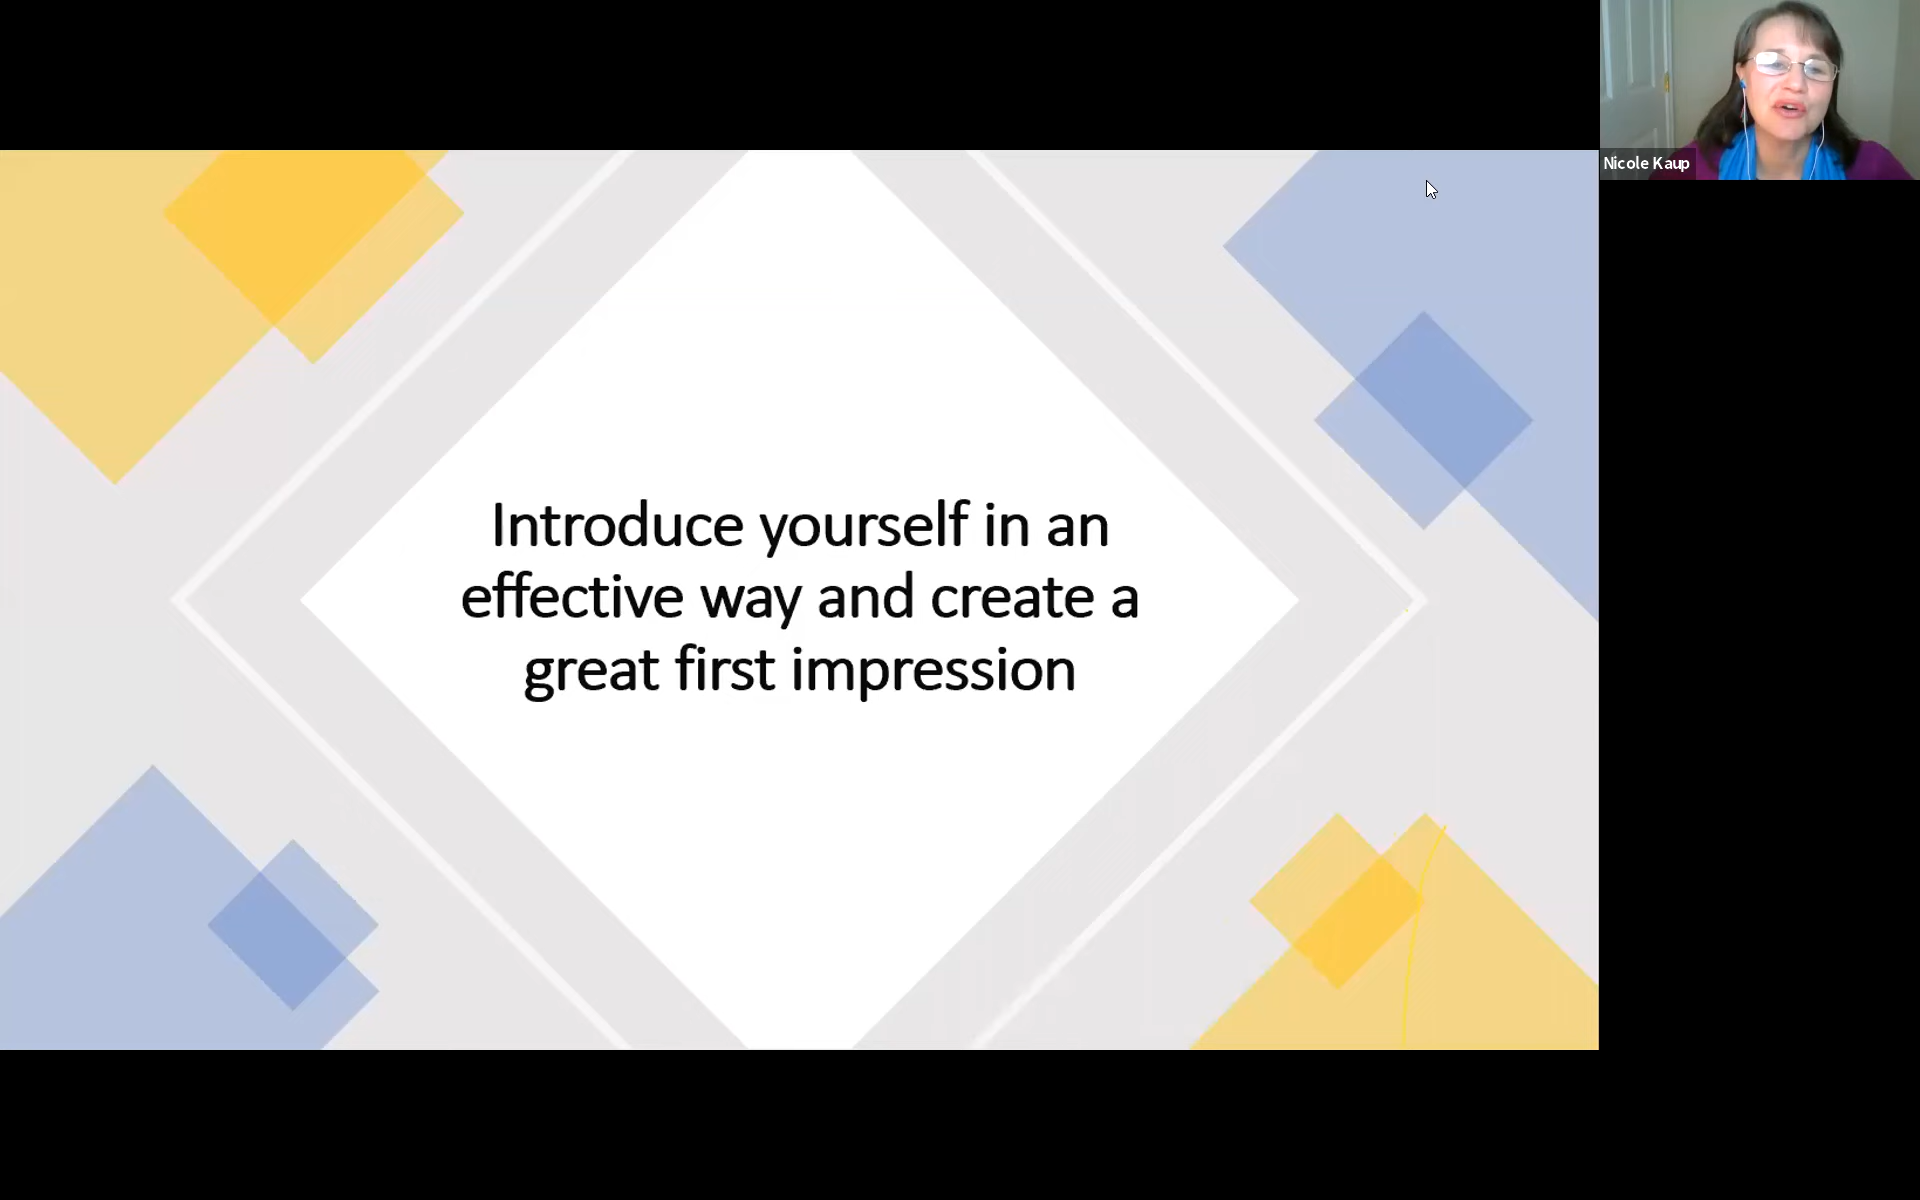 Nicole Kaup
Introduce yourself in an
effective way and create a
great first impression